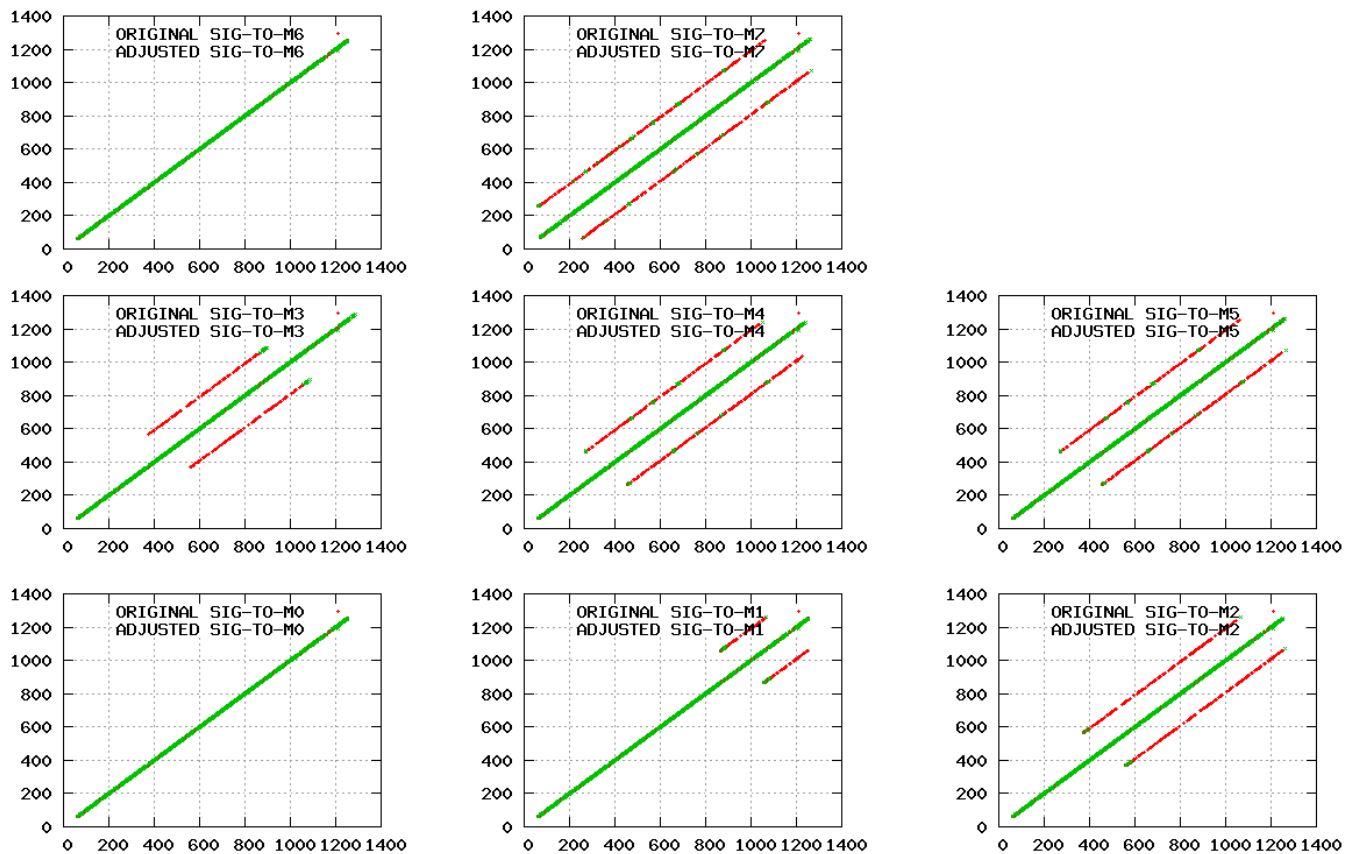 1400
1200
1000
800
600
400
200
0
0 200 400 600 800 1000 1200 1400
ORIGINAL SIG-TO-M6
ADJUSTED SIG-TO-M6
1400
1200
1000
800
600
400
200
0
0 200 400 600 800 1000 1200 1400
ORIGINAL SIG-TO-M7
ADJUSTED SIG-TO-M7
1400
1200
1000
800
600
400
200
0
0 200 400 600 800 1000 1200 1400
ORIGINAL SIG-TO-M3
ADJUSTED SIG-TO-M3
1400
1200
1000
800
600
400
200
0
0 200 400 600 800 1000 1200 1400
ORIGINAL SIG-TO-M4
ADJUSTED SIG-TO-M4
1400
1200
1000
800
600
400
200
0
0 200 400 600 800 1000 1200 1400
ORIGINAL SIG-TO-M5
ADJUSTED SIG-TO-M5
1400
1200
1000
800
600
400
200
0
0 200 400 600 800 1000 1200 1400
ORIGINAL SIG-TO-M0
ADJUSTED SIG-TO-M0
1400
1200
1000
800
600
400
200
0
0 200 400 600 800 1000 1200 1400
ORIGINAL SIG-TO-M1
ADJUSTED SIG-TO-M1
1400
1200
1000
800
600
400
200
0
0 200 400 600 800 1000 1200 1400
ORIGINAL SIG-TO-M2
ADJUSTED SIG-TO-M2